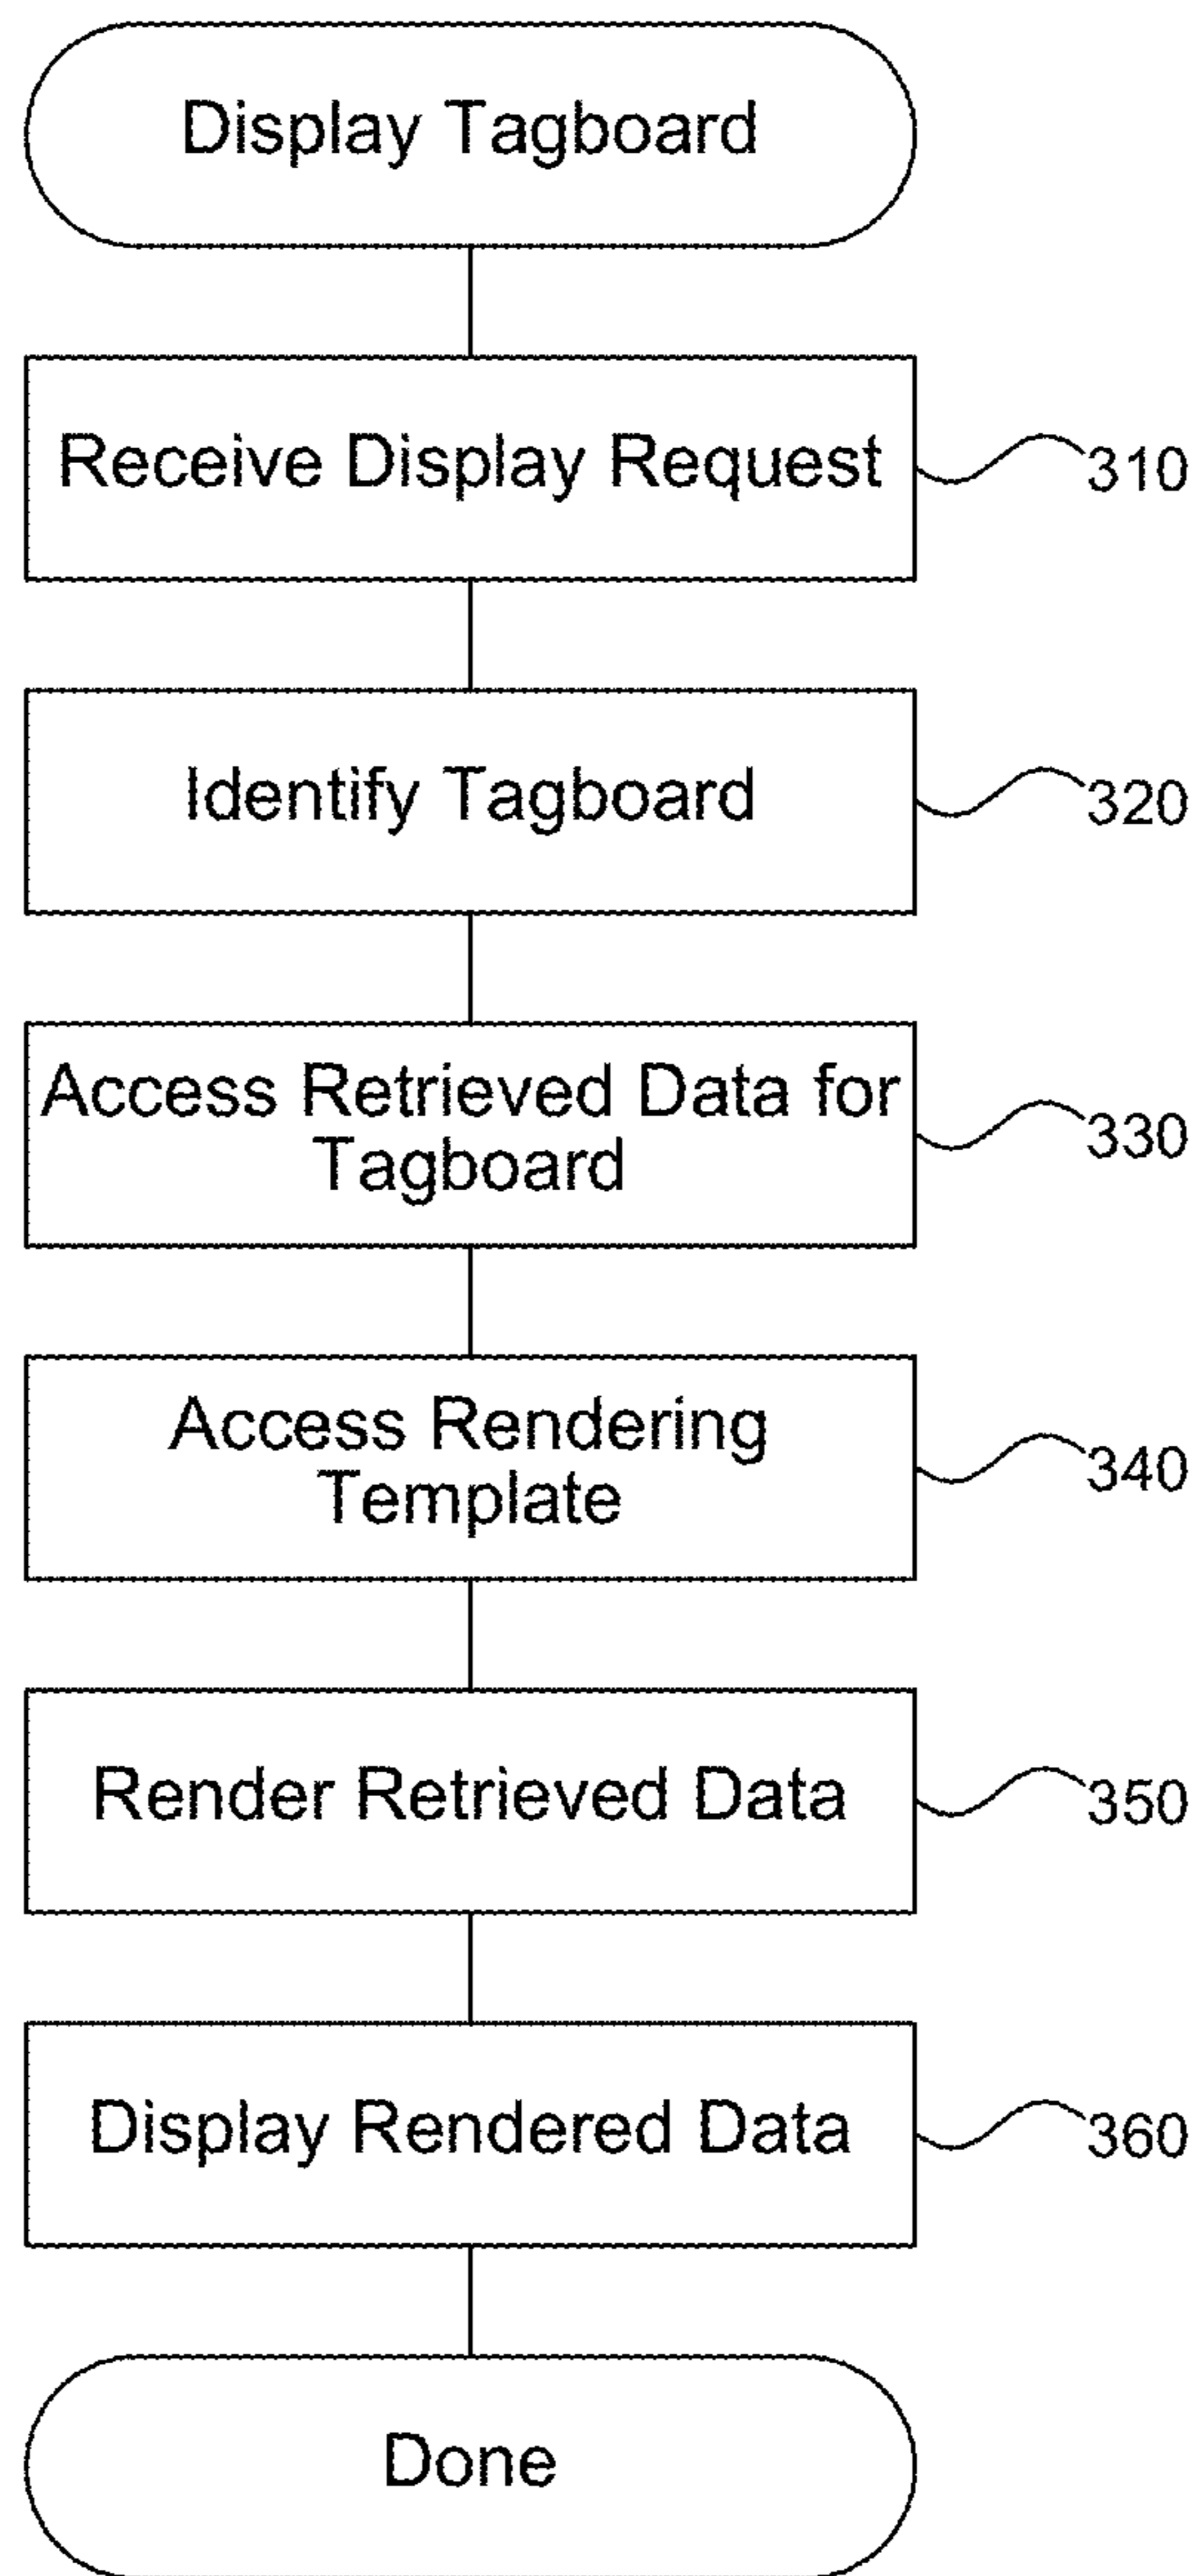 Display Tagboard
Receive Display Request
310
Identify Tagboard
320
Access Retrieved Data for
Tagboard
330
Access Rendering
Template
340
Render Retrieved Data
350
Display Rendered Data
360
Done